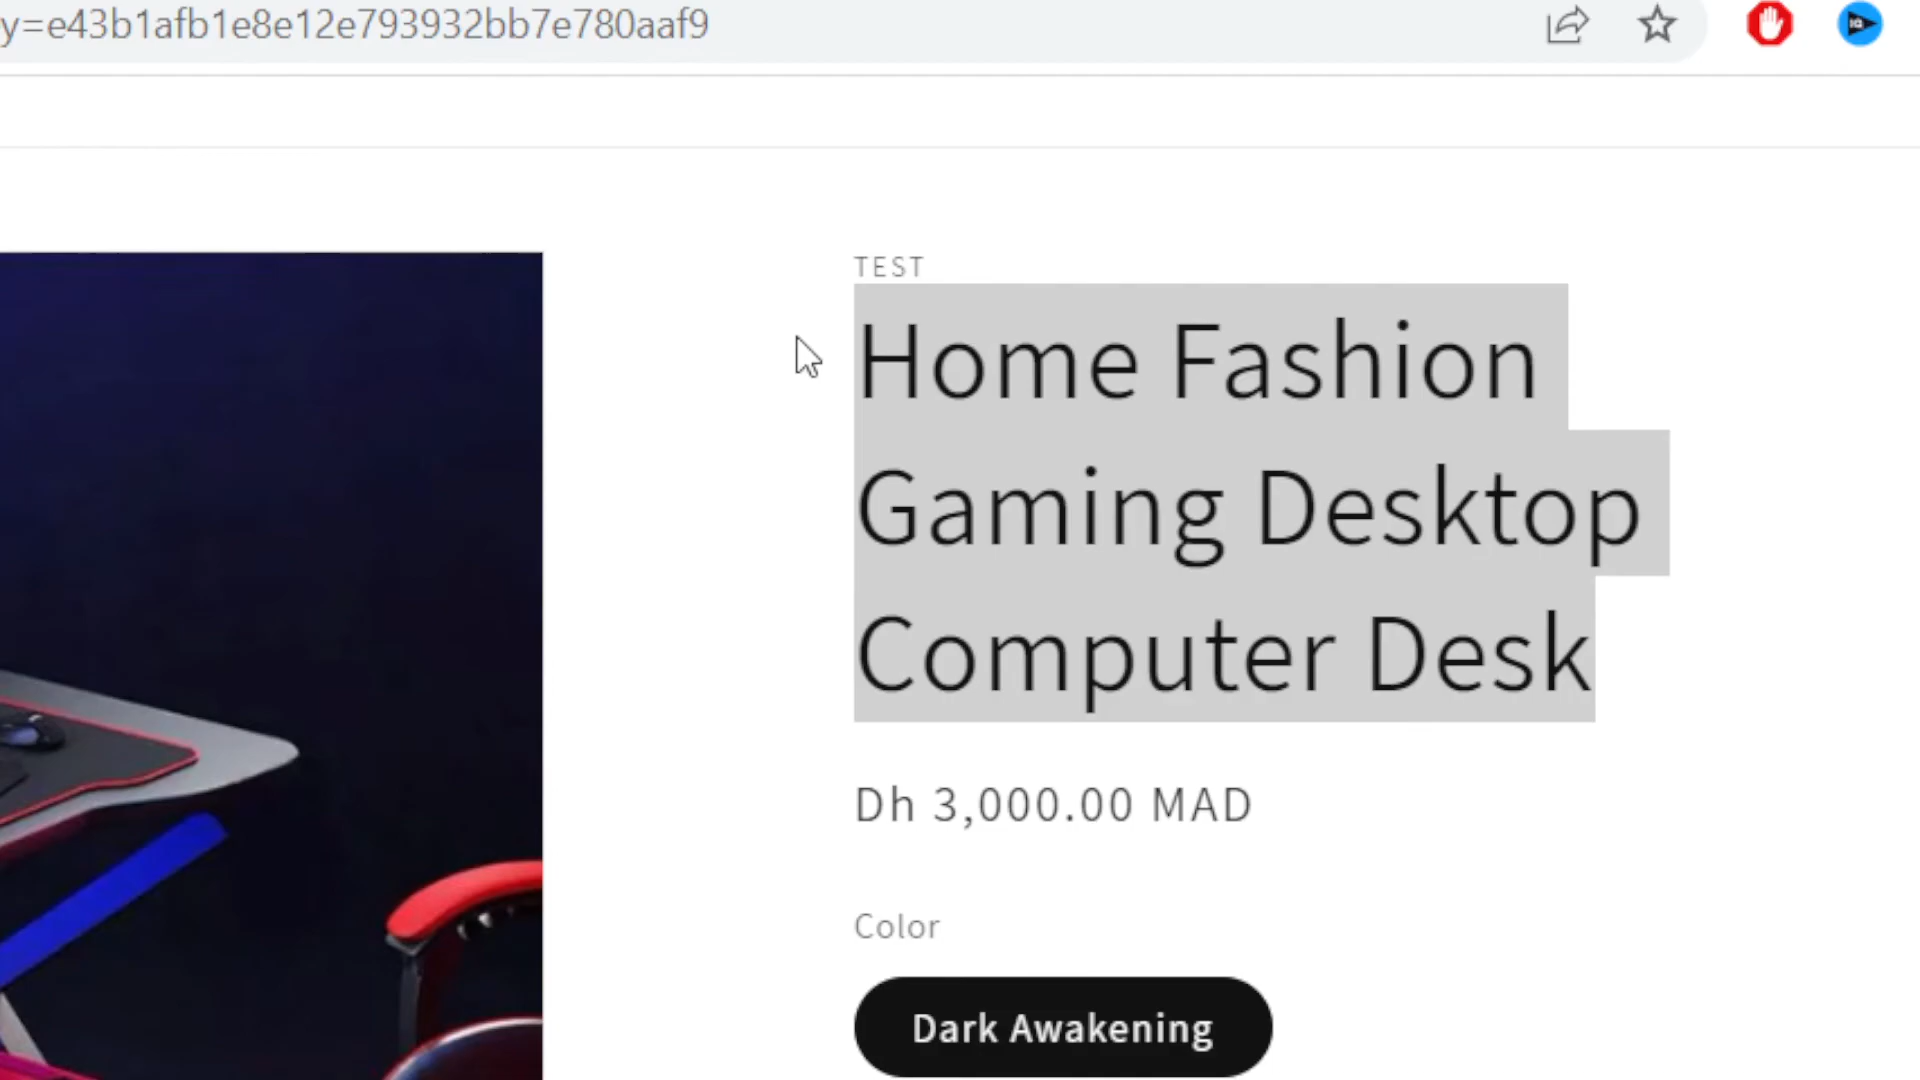 y=e43b1afb1e8e12e793932bb7e780aaf9
TEST
Home Fashion
Gaming Desktop
Computer Desk
Dh 3,000.00 MAD
Color
Dark Awakening